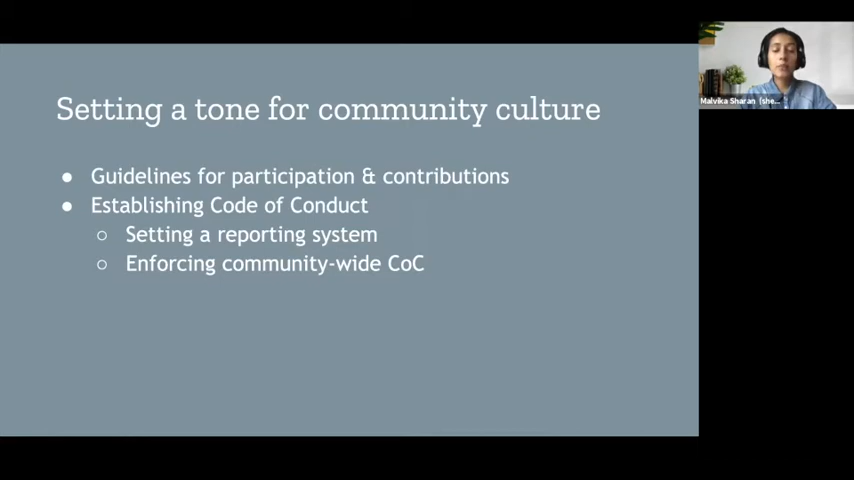 Setting a tone for community culture
● Guidelines for participation & contributions
● Establishing Code of Conduct
○ Setting a reporting system
○ Enforcing community-wide CoC
Malvika Sharan (she...